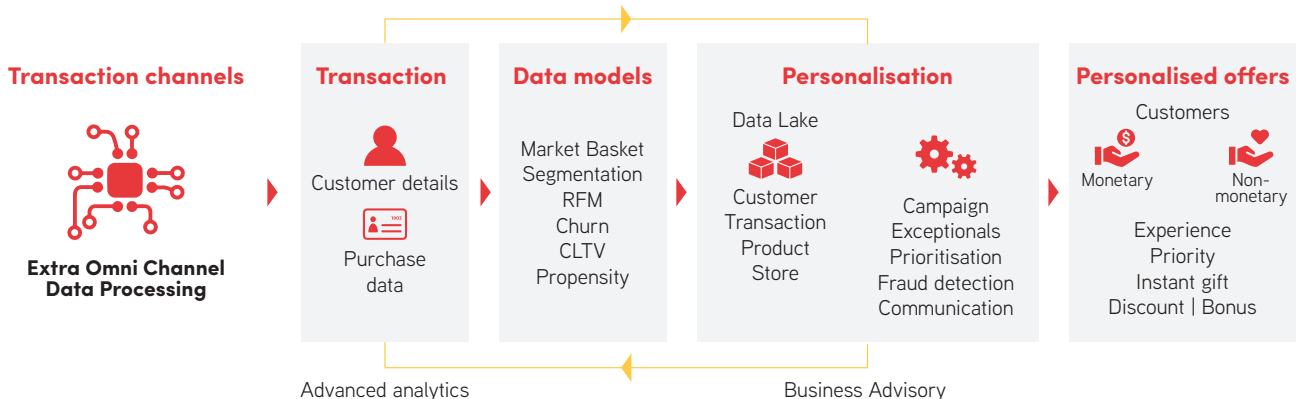 Transaction channels
Extra Omni Channel
Data Processing
Transaction
Customer details
1903
Purchase
data
Data models
Market Basket
Segmentation
RFM
Churn
CLTV
Propensity
Personalisation
Data Lake
Customer
Transaction
Product
Store
Campaign
Exceptionals
Prioritisation
Fraud detection
Communication
Personalised offers
Customers
$
Monetary
Non-
monetary
Experience
Priority
Instant gift
Discount | Bonus
Advanced analytics
Business Advisory